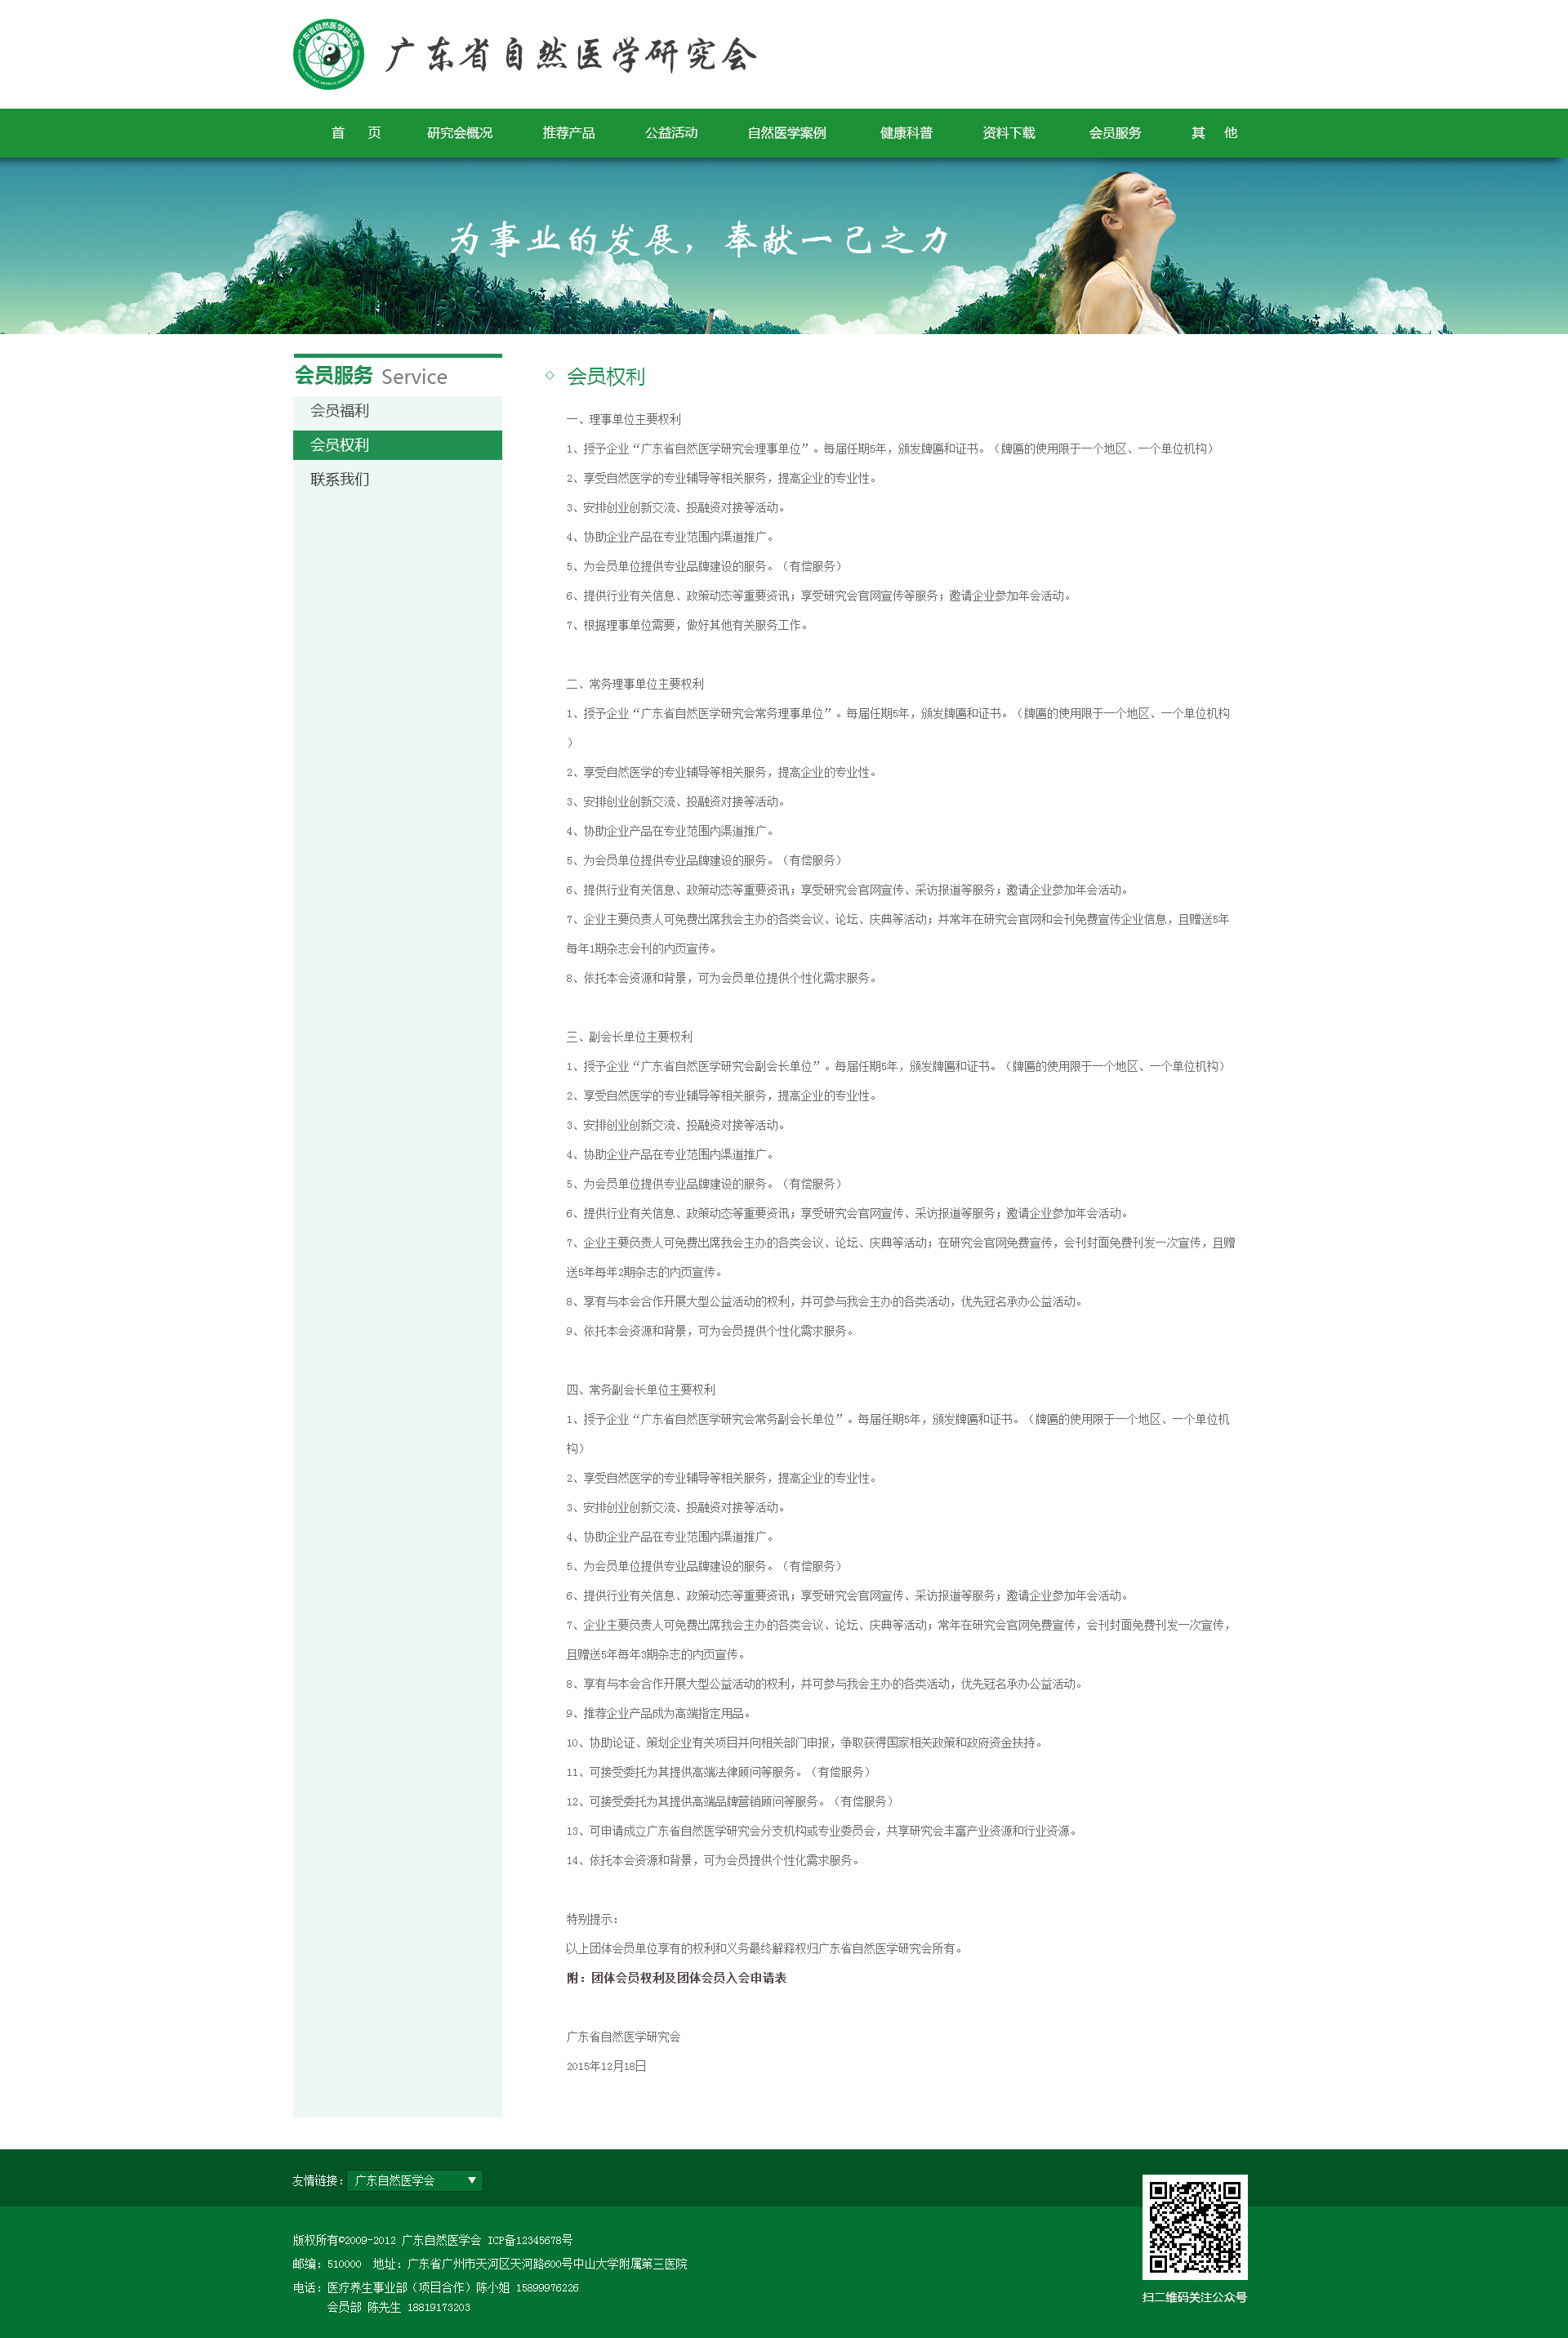 广东省自然医学研究会
广东省自然医学研究会
首 页 研究会概况 推荐产品 公益活动 自然医学案例 健康科普 资料下载 会员服务 其 他
为事业的发展，奉献一己之力
会员服务 Service
会员福利
会员权利
联系我们
会员权利
一、理事单位主要权利
1、授予企业“广东省自然医学研究会理事单位”。每届任期5年，颁发牌匾和证书。（牌匾的使用限于一个地区、一个单位机构）
2、享受自然医学的专业辅导等相关服务，提高企业的专业性。
3、安排创业创新交流、投融资对接等活动。
4、协助企业产品在专业范围内渠道推广。
5、为会员单位提供专业品牌建设的服务。（有偿服务）
6、提供行业有关信息、政策动态等重要资讯；享受研究会官网宣传等服务；邀请企业参加年会活动。
7、根据理事单位需要，做好其他有关服务工作。
二、常务理事单位主要权利
1、授予企业“广东省自然医学研究会常务理事单位”。每届任期5年，颁发牌匾和证书。（牌匾的使用限于一个地区、一个单位机构
）
2、享受自然医学的专业辅导等相关服务，提高企业的专业性。
3、安排创业创新交流、投融资对接等活动。
4、协助企业产品在专业范围内渠道推广。
5、为会员单位提供专业品牌建设的服务。（有偿服务）
6、提供行业有关信息、政策动态等重要资讯；享受研究会官网宣传、采访报道等服务；邀请企业参加年会活动。
7、企业主要负责人可免费出席我会主办的各类会议、论坛、庆典等活动；并常年在研究会官网和会刊免费宣传企业信息，且赠送5年
每年1期杂志会刊的内页宣传。
8、依托本会资源和背景，可为会员单位提供个性化需求服务。
三、副会长单位主要权利
1、授予企业“广东省自然医学研究会副会长单位”。每届任期5年，颁发牌匾和证书。（牌匾的使用限于一个地区、一个单位机构）
2、享受自然医学的专业辅导等相关服务，提高企业的专业性。
3、安排创业创新交流、投融资对接等活动。
4、协助企业产品在专业范围内渠道推广。
5、为会员单位提供专业品牌建设的服务。（有偿服务）
6、提供行业有关信息、政策动态等重要资讯；享受研究会官网宣传、采访报道等服务；邀请企业参加年会活动。
7、企业主要负责人可免费出席我会主办的各类会议、论坛、庆典等活动；在研究会官网免费宣传，会刊封面免费刊发一次宣传，且赠
送5年每年2期杂志的内页宣传。
8、享有与本会合作开展大型公益活动的权利，并可参与我会主办的各类活动，优先冠名承办公益活动。
9、依托本会资源和背景，可为会员提供个性化需求服务。
四、常务副会长单位主要权利
1、授予企业“广东省自然医学研究会常务副会长单位”。每届任期5年，颁发牌匾和证书。（牌匾的使用限于一个地区、一个单位机
构）
2、享受自然医学的专业辅导等相关服务，提高企业的专业性。
3、安排创业创新交流、投融资对接等活动。
4、协助企业产品在专业范围内渠道推广。
5、为会员单位提供专业品牌建设的服务。（有偿服务）
6、提供行业有关信息、政策动态等重要资讯；享受研究会官网宣传、采访报道等服务；邀请企业参加年会活动。
7、企业主要负责人可免费出席我会主办的各类会议、论坛、庆典等活动；常年在研究会官网免费宣传，会刊封面免费刊发一次宣传，
且赠送5年每年3期杂志的内页宣传。
8、享有与本会合作开展大型公益活动的权利，并可参与我会主办的各类活动，优先冠名承办公益活动。
9、推荐企业产品成为高端指定用品。
10、协助论证、策划企业有关项目并向相关部门申报，争取获得国家相关政策和政府资金扶持。
11、可接受委托为其提供高端法律顾问等服务。（有偿服务）
12、可接受委托为其提供高端品牌营销顾问等服务。（有偿服务）
13、可申请成立广东省自然医学研究会分支机构或专业委员会，共享研究会丰富产业资源和行业资源。
14、依托本会资源和背景，可为会员提供个性化需求服务。
特别提示：
以上团体会员单位享有的权利和义务最终解释权归广东省自然医学研究会所有。
附：团体会员权利及团体会员入会申请表
广东省自然医学研究会
2015年12月18日
友情链接：广东自然医学会
版权所有©2009-2012 广东自然医学会 ICP备12345678号
邮编：510000 地址：广东省广州市天河区天河路600号中山大学附属第三医院
电话：医疗养生事业部（项目合作）陈小姐 15899976226
会员部 陈先生 18819173203
扫二维码关注公众号